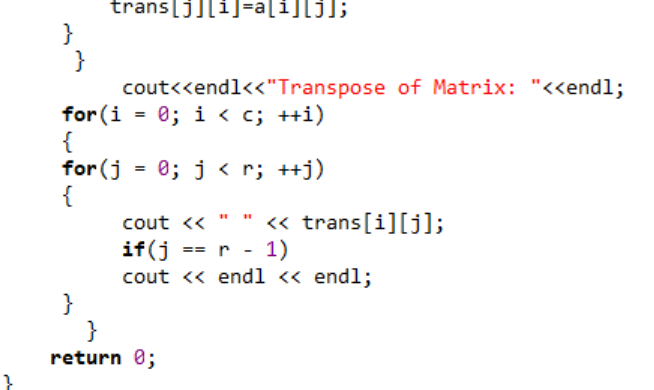 trans[j][i]=a[i][j];
}
}
cout<<endl<<"Transpose of Matrix: "<<endl;
for(i = 0; i < c; ++i)
{
for(j = 0; j < r; ++j)
{
cout << " " << trans[i][j];
if(j == r - 1)
cout << endl << endl;
}
}
return 0;
}